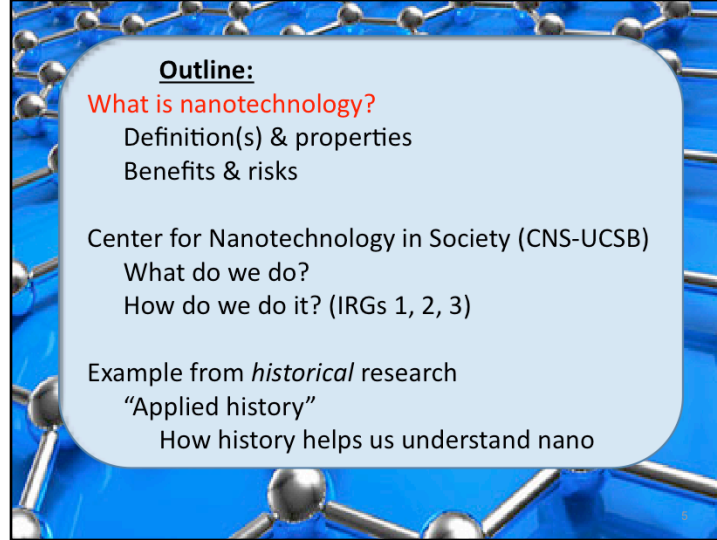 Outline:
What is nanotechnology?
Definition(s) & properties
Benefits & risks
Center for Nanotechnology in Society (CNS-UCSB)
What do we do?
How do we do it? (IRGs 1, 2, 3)
Example from historical research
“Applied history”
How history helps us understand nano
5